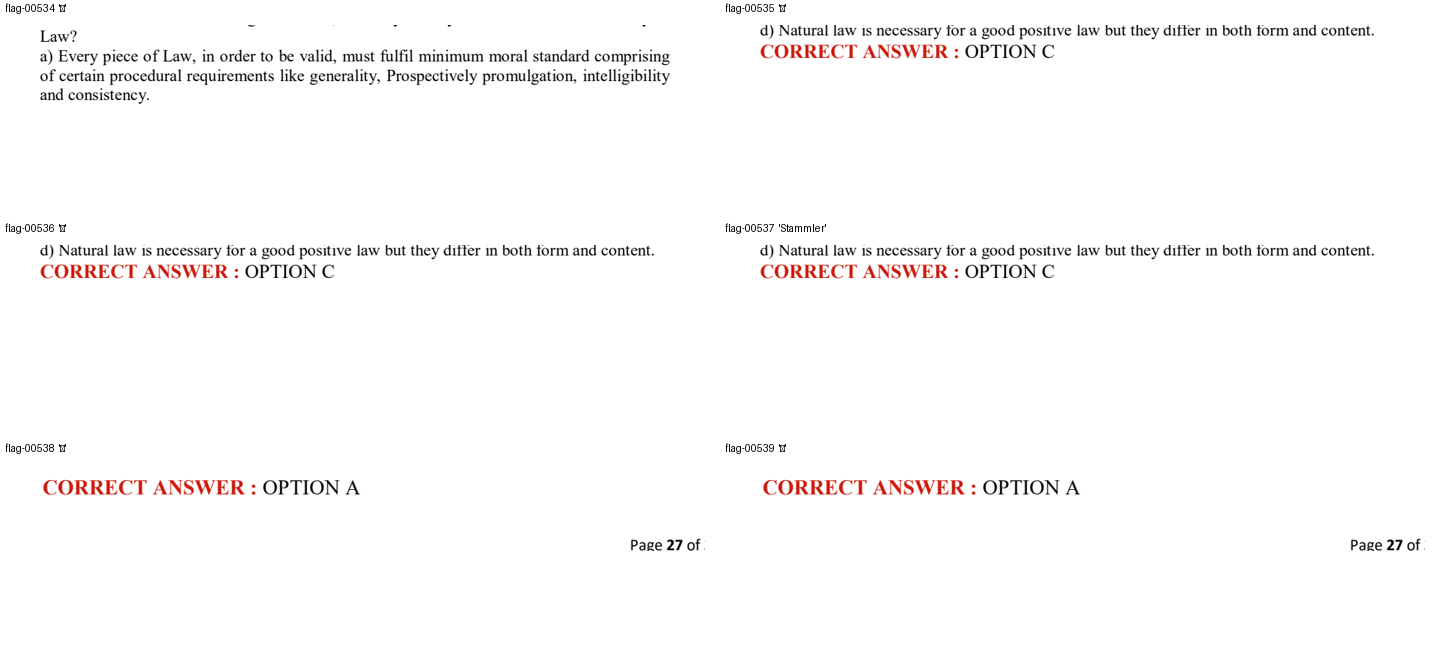 flag-00534
flag-00535
Law?
a) Every piece of Law, in order to be valid, must fulfil minimum moral standard comprising
of certain procedural requirements like generality, Prospectively promulgation, intelligibility
and consistency.
d) Natural law is necessary for a good positive law but they differ in both form and content.
CORRECT ANSWER : OPTION C
flag-00536
flag-00537 'Stammler'
d) Natural law is necessary for a good positive law but they differ in both form and content.
CORRECT ANSWER : OPTION C
d) Natural law is necessary for a good positive law but they differ in both form and content.
CORRECT ANSWER : OPTION C
flag-00538
flag-00539
CORRECT ANSWER : OPTION A
Page 27 of
CORRECT ANSWER : OPTION A
Page 27 of